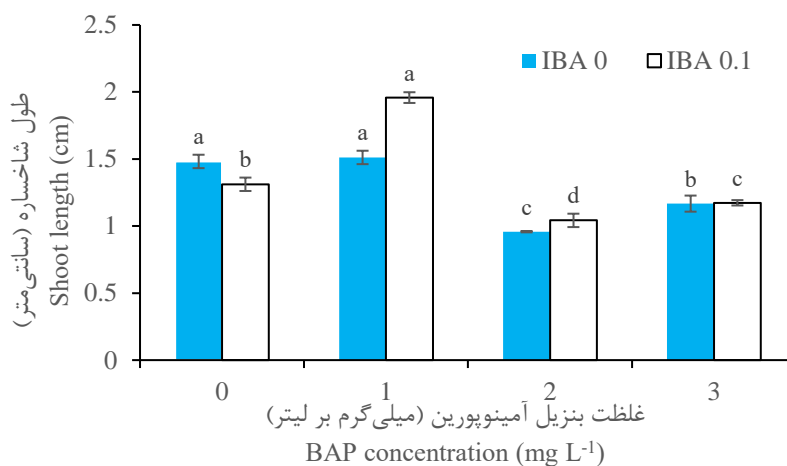 طول شاخساره (سانتی‌متر)
Shoot length (cm)
2.5
2
1.5
1
0.5
0
IBA 0 IBA 0.1
a b a a c d b c
0 1 2 3
غلظت بنزیل آمینوپورین (میلی‌گرم بر لیتر)
BAP concentration (mg L⁻¹)